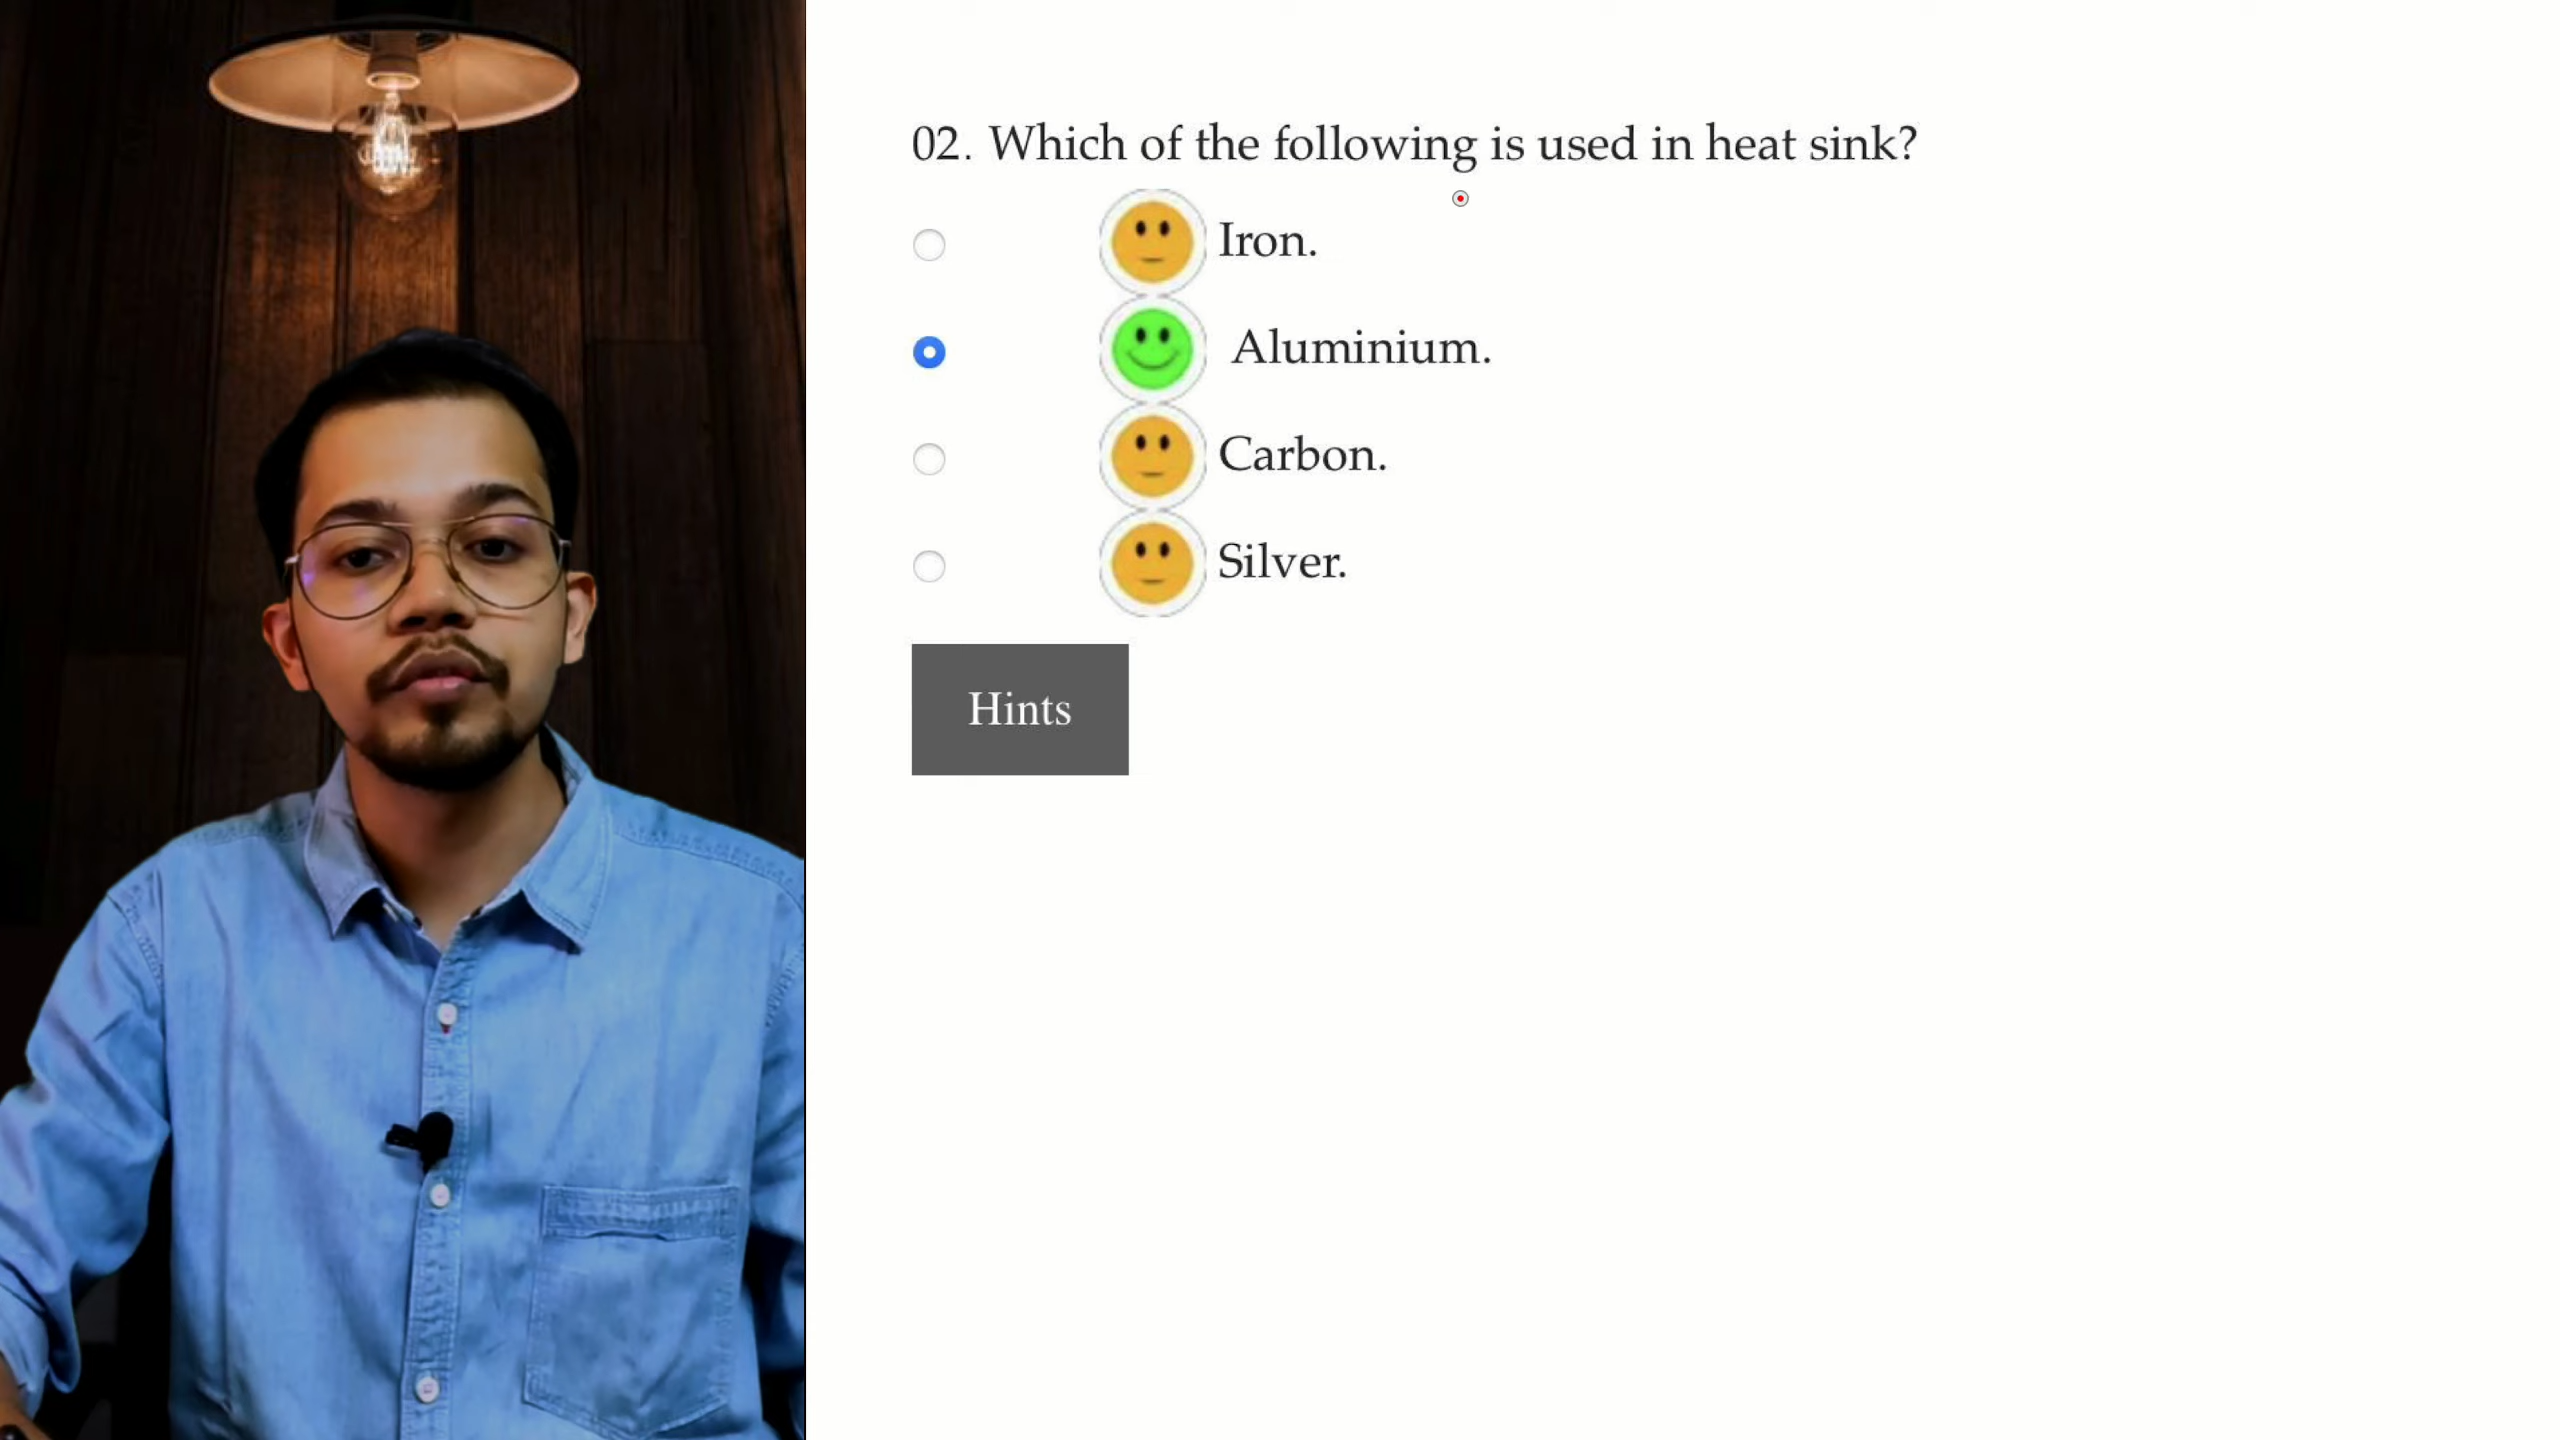 02. Which of the following is used in heat sink?
Iron.
Aluminium.
Carbon.
Silver.
Hints